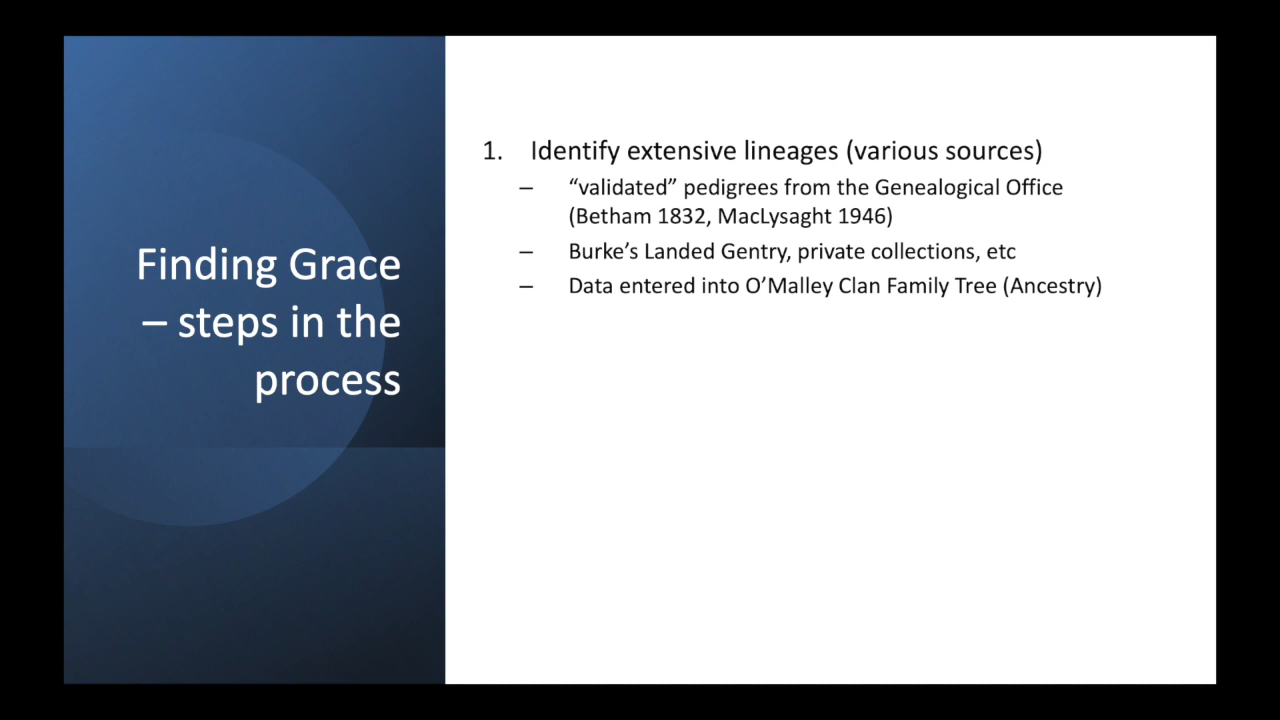 Finding Grace
– steps in the
process
1. Identify extensive lineages (various sources)
– “validated” pedigrees from the Genealogical Office
(Betham 1832, MacLysaght 1946)
– Burke’s Landed Gentry, private collections, etc
– Data entered into O’Malley Clan Family Tree (Ancestry)